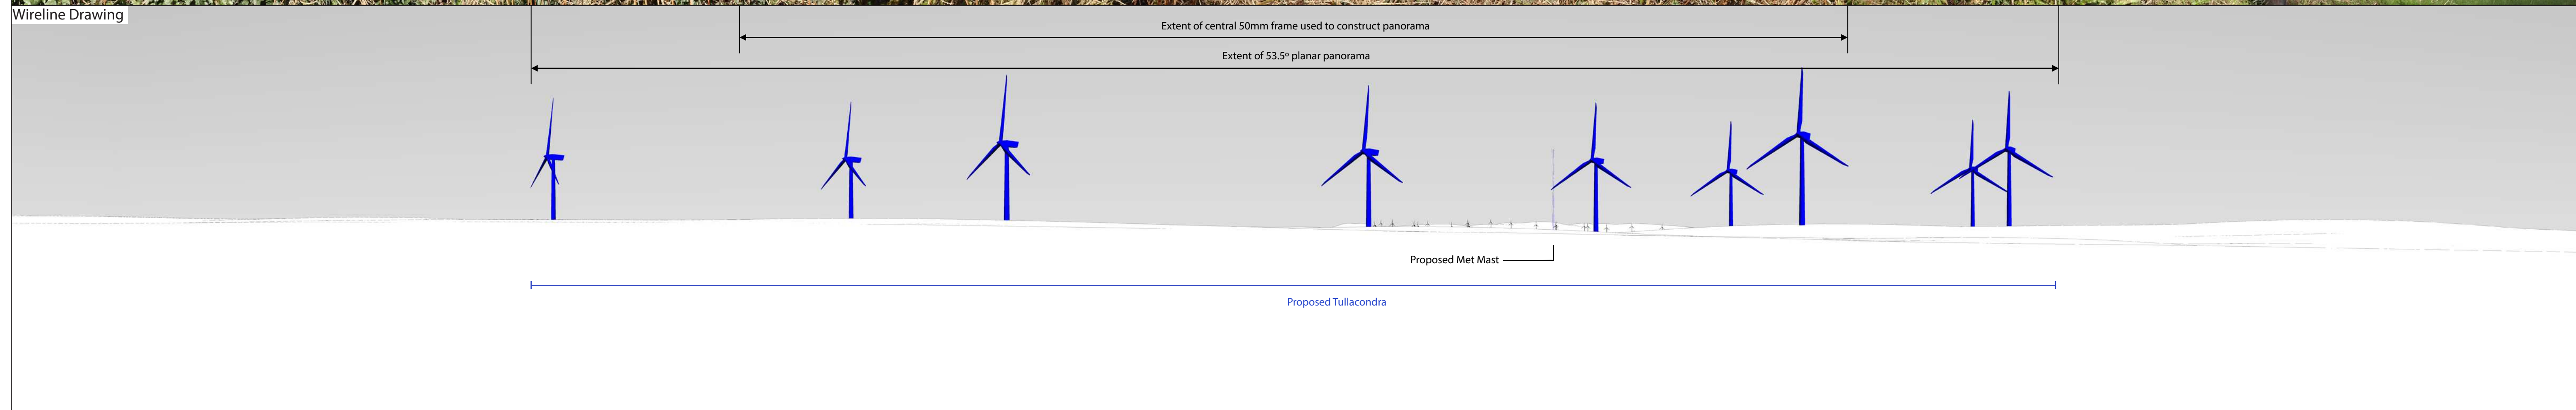 Wireline Drawing
Extent of central 50mm frame used to construct panorama
Extent of 53.5º planar panorama
Proposed Met Mast
Proposed Tullacondra